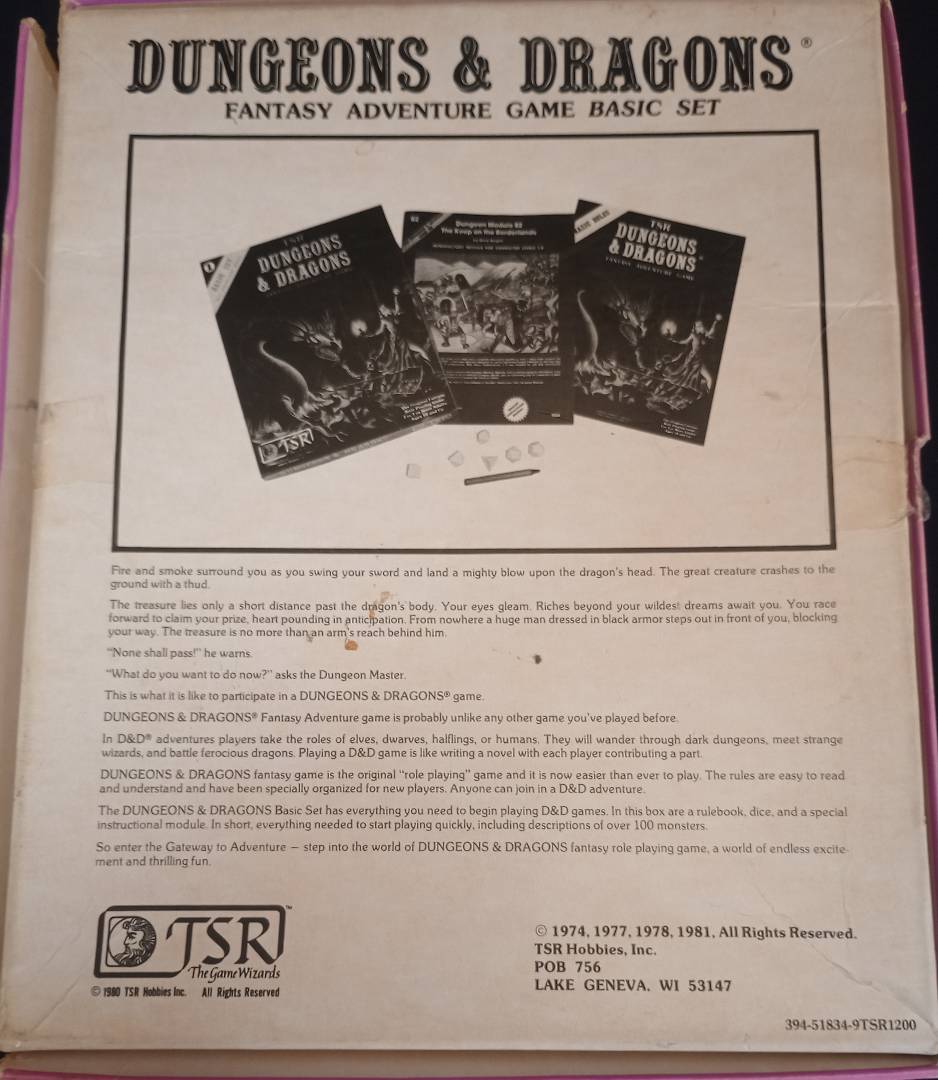 DUNGEONS & DRAGONS®
FANTASY ADVENTURE GAME BASIC SET
TSR
DUNGEONS
& DRAGONS
TSR
B2
Dungeon Module B2
The Keep on the Borderlands
BASIC RULES
TSR
DUNGEONS
& DRAGONS
FANTASY ADVENTURE GAME
Fire and smoke surround you as you swing your sword and land a mighty blow upon the dragon's head. The great creature crashes to the
ground with a thud.
The treasure lies only a short distance past the dragon's body. Your eyes gleam. Riches beyond your wildest dreams await you. You race
forward to claim your prize, heart pounding in anticipation. From nowhere a huge man dressed in black armor steps out in front of you, blocking
your way. The treasure is no more than an arm's reach behind him.
“None shall pass!” he warns.
“What do you want to do now?” asks the Dungeon Master.
This is what it is like to participate in a DUNGEONS & DRAGONS® game.
DUNGEONS & DRAGONS® Fantasy Adventure game is probably unlike any other game you've played before.
In D&D® adventures players take the roles of elves, dwarves, halflings, or humans. They will wander through dark dungeons, meet strange
wizards, and battle ferocious dragons. Playing a D&D game is like writing a novel with each player contributing a part.
DUNGEONS & DRAGONS fantasy game is the original “role playing” game and it is now easier than ever to play. The rules are easy to read
and understand and have been specially organized for new players. Anyone can join in a D&D adventure.
The DUNGEONS & DRAGONS Basic Set has everything you need to begin playing D&D games. In this box are a rulebook, dice, and a special
instructional module. In short, everything needed to start playing quickly, including descriptions of over 100 monsters.
So enter the Gateway to Adventure — step into the world of DUNGEONS & DRAGONS fantasy role playing game, a world of endless excite-
ment and thrilling fun.
TSR™
The Game Wizards
© 1980 TSR Hobbies Inc. All Rights Reserved
© 1974, 1977, 1978, 1981, All Rights Reserved.
TSR Hobbies, Inc.
POB 756
LAKE GENEVA, WI 53147
394-51834-9TSR1200